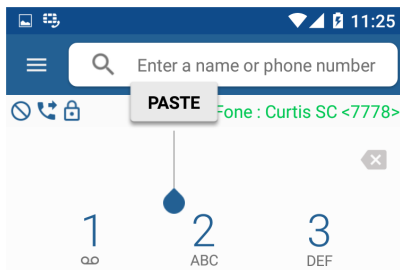 11:25
Enter a name or phone number
PASTE
Fone : Curtis SC <7778>
1 2 3
ABC DEF